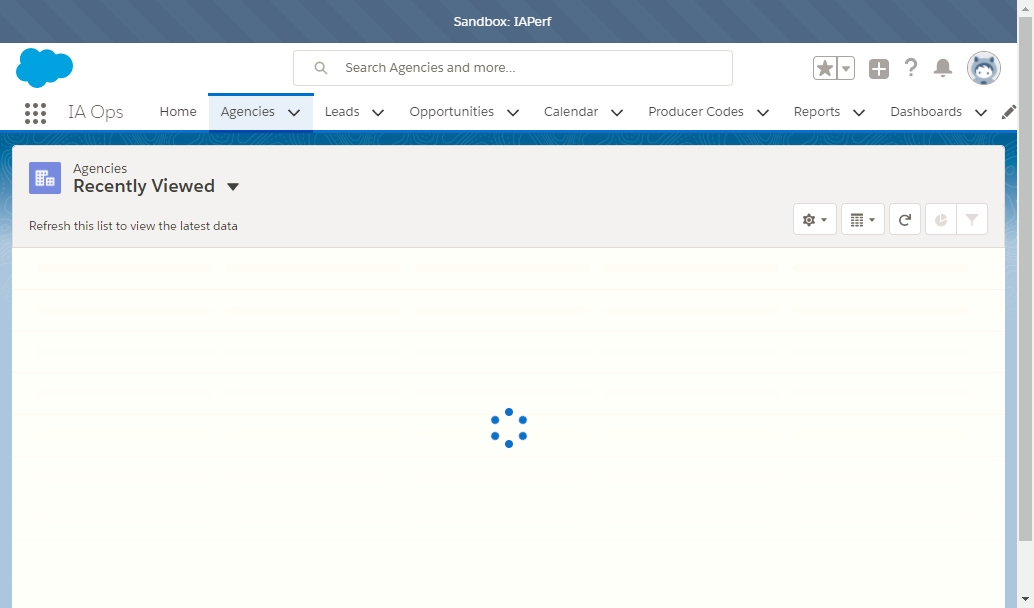 Sandbox: IAPerf
Search Agencies and more...
IA Ops
Home
Agencies
Leads
Opportunities
Calendar
Producer Codes
Reports
Dashboards
Agencies
Recently Viewed
Refresh this list to view the latest data